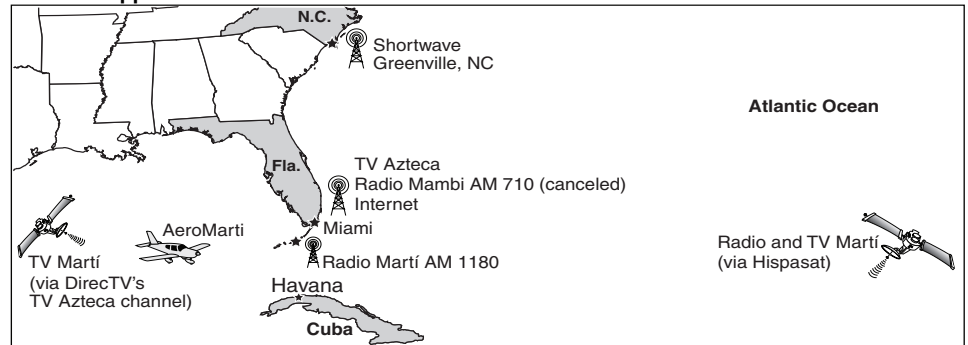 N.C.
Shortwave
Greenville, NC
Atlantic Ocean
Fla.
TV Azteca
Radio Mambi AM 710 (canceled)
Internet
Miami
AeroMarti
TV Martí
(via DirecTV's
TV Azteca channel)
Radio Martí AM 1180
Radio and TV Martí
(via Hispasat)
Havana
Cuba